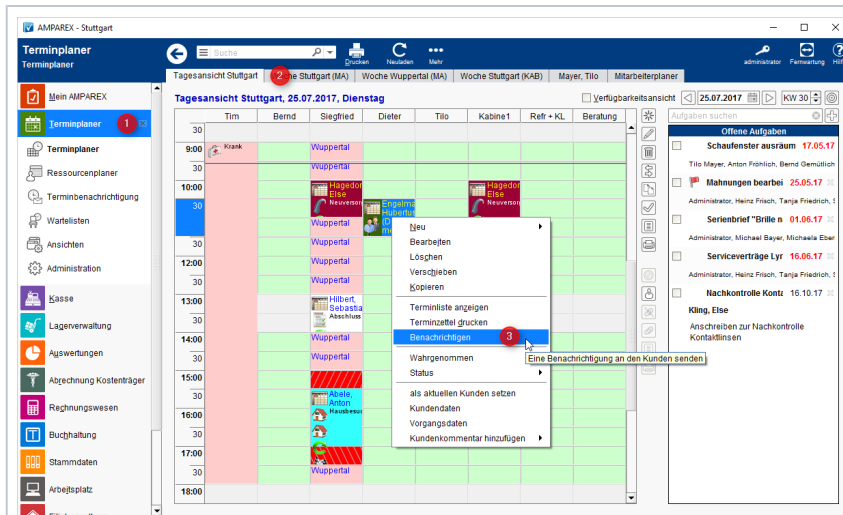 AMPAREX - Stuttgart
Terminplaner
Terminplaner
Suche
Drucken
Neuladen
Mehr
administrator
Fernwartung
Tagesansicht Stuttgart
2
Stuttgart (MA)
Woche Wuppertal (MA)
Woche Stuttgart (KAB)
Mayer, Tilo
Mitarbeiterplaner
Mein AMPAREX
Terminplaner
1
Terminplaner
Ressourcenplaner
Terminbenachrichtigung
Wartelisten
Ansichten
Administration
Kasse
Lagerverwaltung
Auswertungen
Abrechnung Kostenträger
Rechnungswesen
Buchhaltung
Stammdaten
Arbeitsplatz
Tagesansicht Stuttgart, 25.07.2017, Dienstag
Verfügbarkeitsansicht
25.07.2017
KW 30
Tim
Bernd
Siegfried
Dieter
Tilo
Kabine1
Refr + KL
Beratung
30
9:00
Krank
Wuppertal
30
Wuppertal
10:00
Hagedor
Else
Neuversor
Hagedor
Else
Neuversor
30
Engelma
Hubertus
Wuppertal
30
Wuppertal
12:00
Wuppertal
30
Wuppertal
13:00
Hilbert,
Sebastia
Abschluss
30
14:00
Wuppertal
30
Wuppertal
15:00
30
Abele,
Anton
Hausbesu
16:00
30
17:00
30
Wuppertal
18:00
Neu
Bearbeiten
Löschen
Verschieben
Kopieren
Terminliste anzeigen
Terminzettel drucken
Benachrichtigen
3
Eine Benachrichtigung an den Kunden senden
Wahrgenommen
Status
als aktuellen Kunden setzen
Kundendaten
Vorgangsdaten
Kundenkommentar hinzufügen
Aufgaben suchen
Offene Aufgaben
Schaufenster ausräum 17.05.17
Tilo Mayer, Anton Fröhlich, Bernd Gemütlich
Mahnungen bearbei 25.05.17
Administrator, Heinz Frisch, Tanja Friedrich,
Serienbrief "Brille n 01.06.17
Administrator, Michael Bayer, Michaela Eber
Serviceverträge Lyr 16.06.17
Administrator, Heinz Frisch, Tanja Friedrich,
Nachkontrolle Konta 16.10.17
Kling, Else
Anschreiben zur Nachkontrolle
Kontaktlinsen